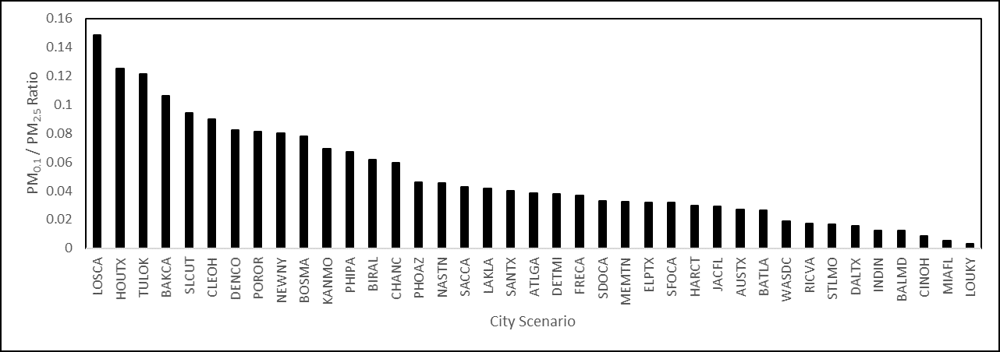 0.16
0.14
0.12
0.1
0.08
0.06
0.04
0.02
0
PM0.1 / PM2.5 Ratio
LOSCA
HOUTX
TULOK
BAKCA
SLCUT
CLEOH
DENCO
POROR
NEWNY
BOSMA
KANMO
PHIPA
BIRAL
CHANC
PHOAZ
NASTN
SACCA
LAKLA
SANTX
ATLGA
DETMI
FRECA
SDOCA
MEMTN
ELPTX
SFOCA
HARCT
JACFL
AUSTX
BATLA
WASDC
RICVA
STLMO
DALTX
INDIN
BALMD
CINOH
MIAFL
LOUKY
City Scenario